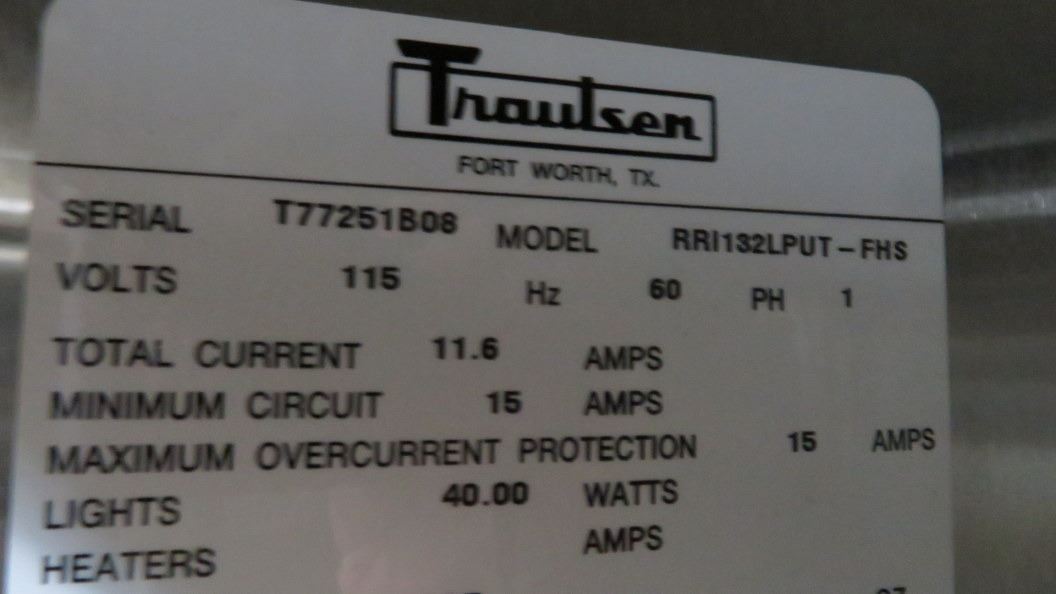 Traulsen
FORT WORTH, TX.
SERIAL T77251B08 MODEL RRI132LPUT-FHS
VOLTS 115 Hz 60 PH 1
TOTAL CURRENT 11.6 AMPS
MINIMUM CIRCUIT 15 AMPS
MAXIMUM OVERCURRENT PROTECTION 15 AMPS
LIGHTS 40.00 WATTS
HEATERS AMPS